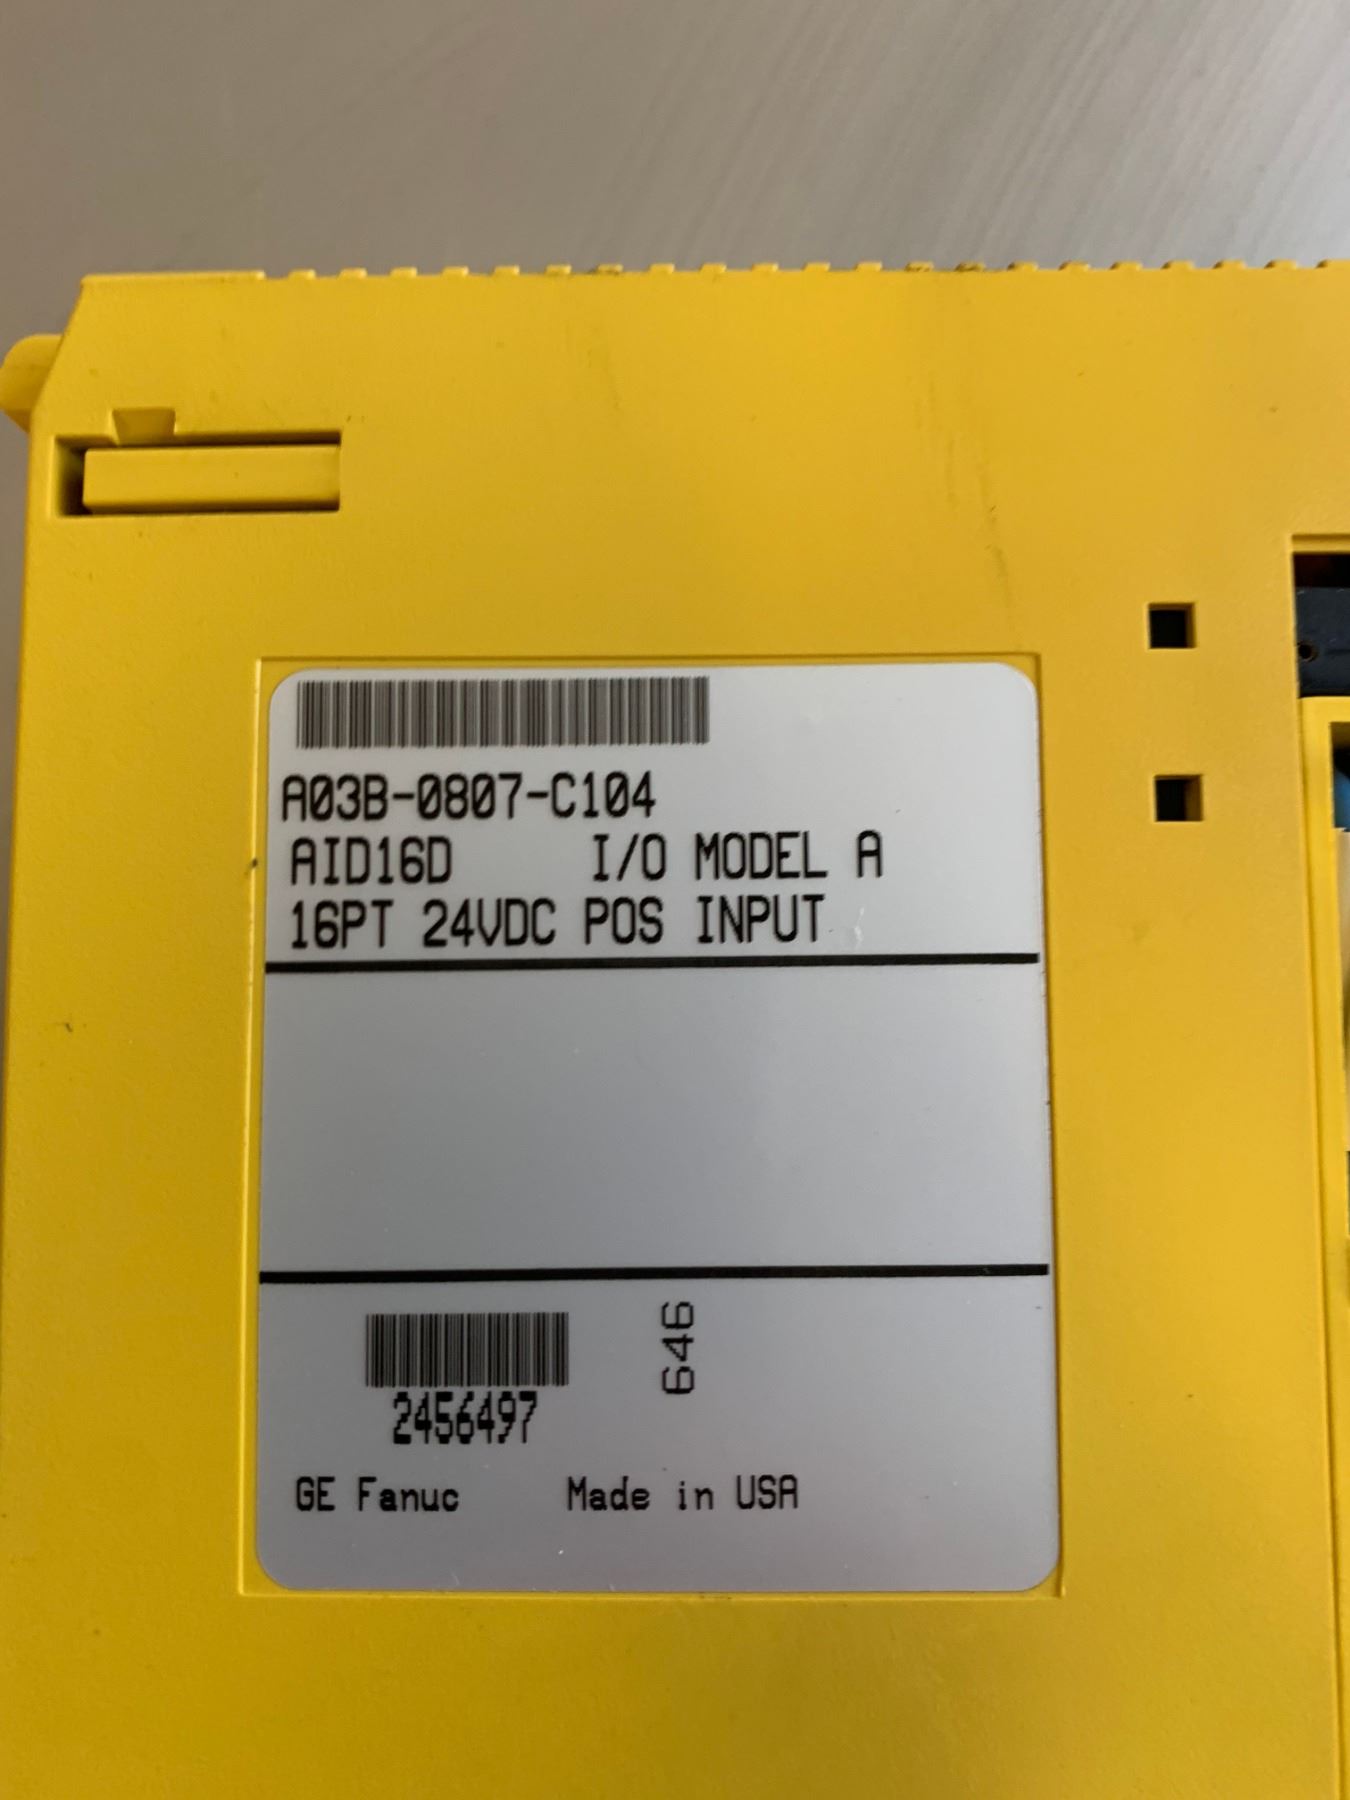 A03B-0807-C104
AID16D I/O MODEL A
16PT 24VDC POS INPUT
646
2456497
GE Fanuc Made in USA